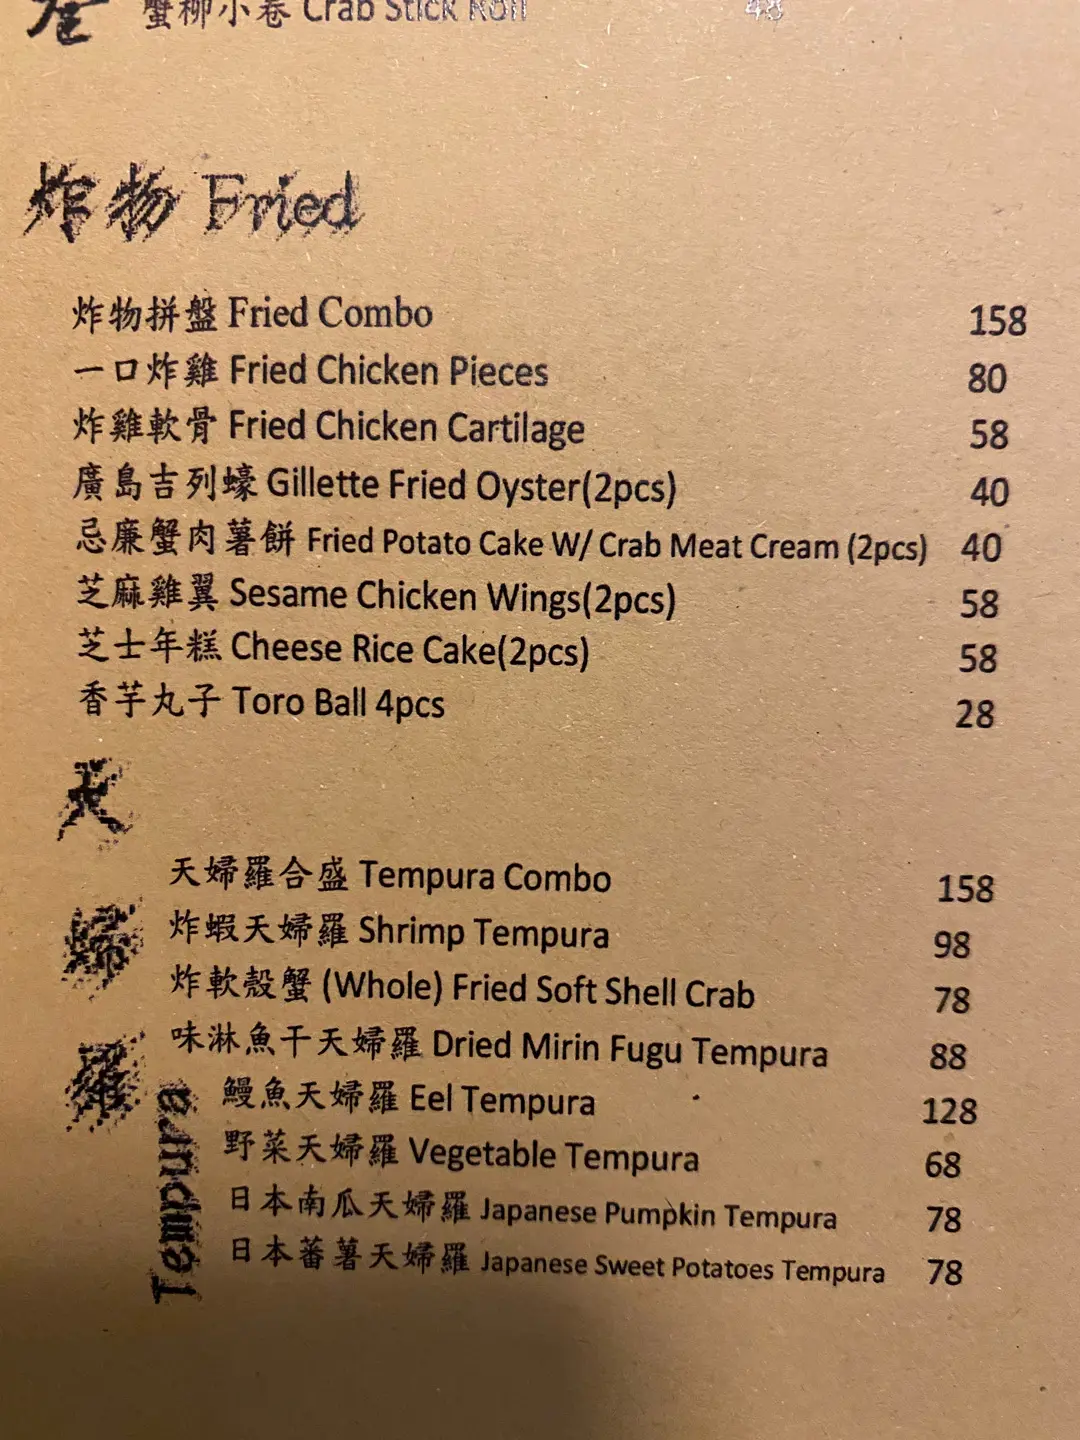 卷
蟹柳小卷 Crab Stick Roll 48
炸物 Fried
炸物拼盤 Fried Combo 158
一口炸雞 Fried Chicken Pieces 80
炸雞軟骨 Fried Chicken Cartilage 58
廣島吉列蠔 Gillette Fried Oyster(2pcs) 40
忌廉蟹肉薯餅 Fried Potato Cake W/ Crab Meat Cream (2pcs) 40
芝麻雞翼 Sesame Chicken Wings(2pcs) 58
芝士年糕 Cheese Rice Cake(2pcs) 58
香芋丸子 Toro Ball 4pcs 28
天婦羅 Tempura
天婦羅合盛 Tempura Combo 158
炸蝦天婦羅 Shrimp Tempura 98
炸軟殼蟹 (Whole) Fried Soft Shell Crab 78
味淋魚干天婦羅 Dried Mirin Fugu Tempura 88
鰻魚天婦羅 Eel Tempura 128
野菜天婦羅 Vegetable Tempura 68
日本南瓜天婦羅 Japanese Pumpkin Tempura 78
日本蕃薯天婦羅 Japanese Sweet Potatoes Tempura 78